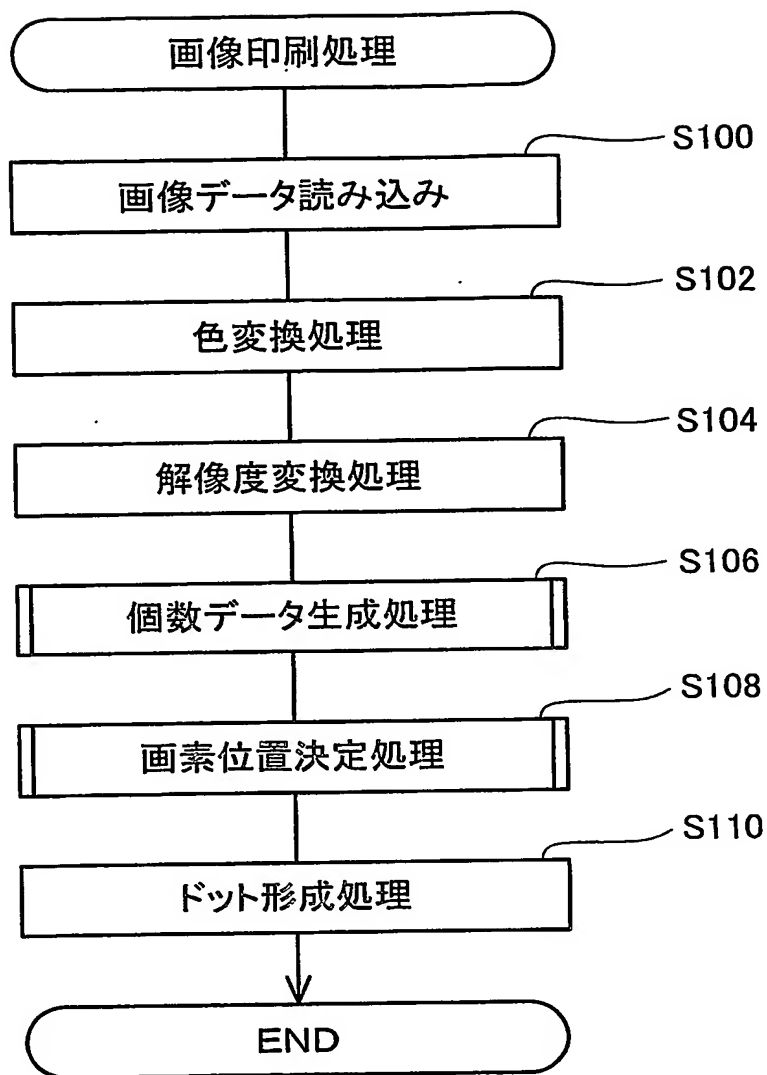 画像印刷処理
S100
画像データ読み込み
S102
色変換処理
S104
解像度変換処理
S106
個数データ生成処理
S108
画素位置決定処理
S110
ドット形成処理
END